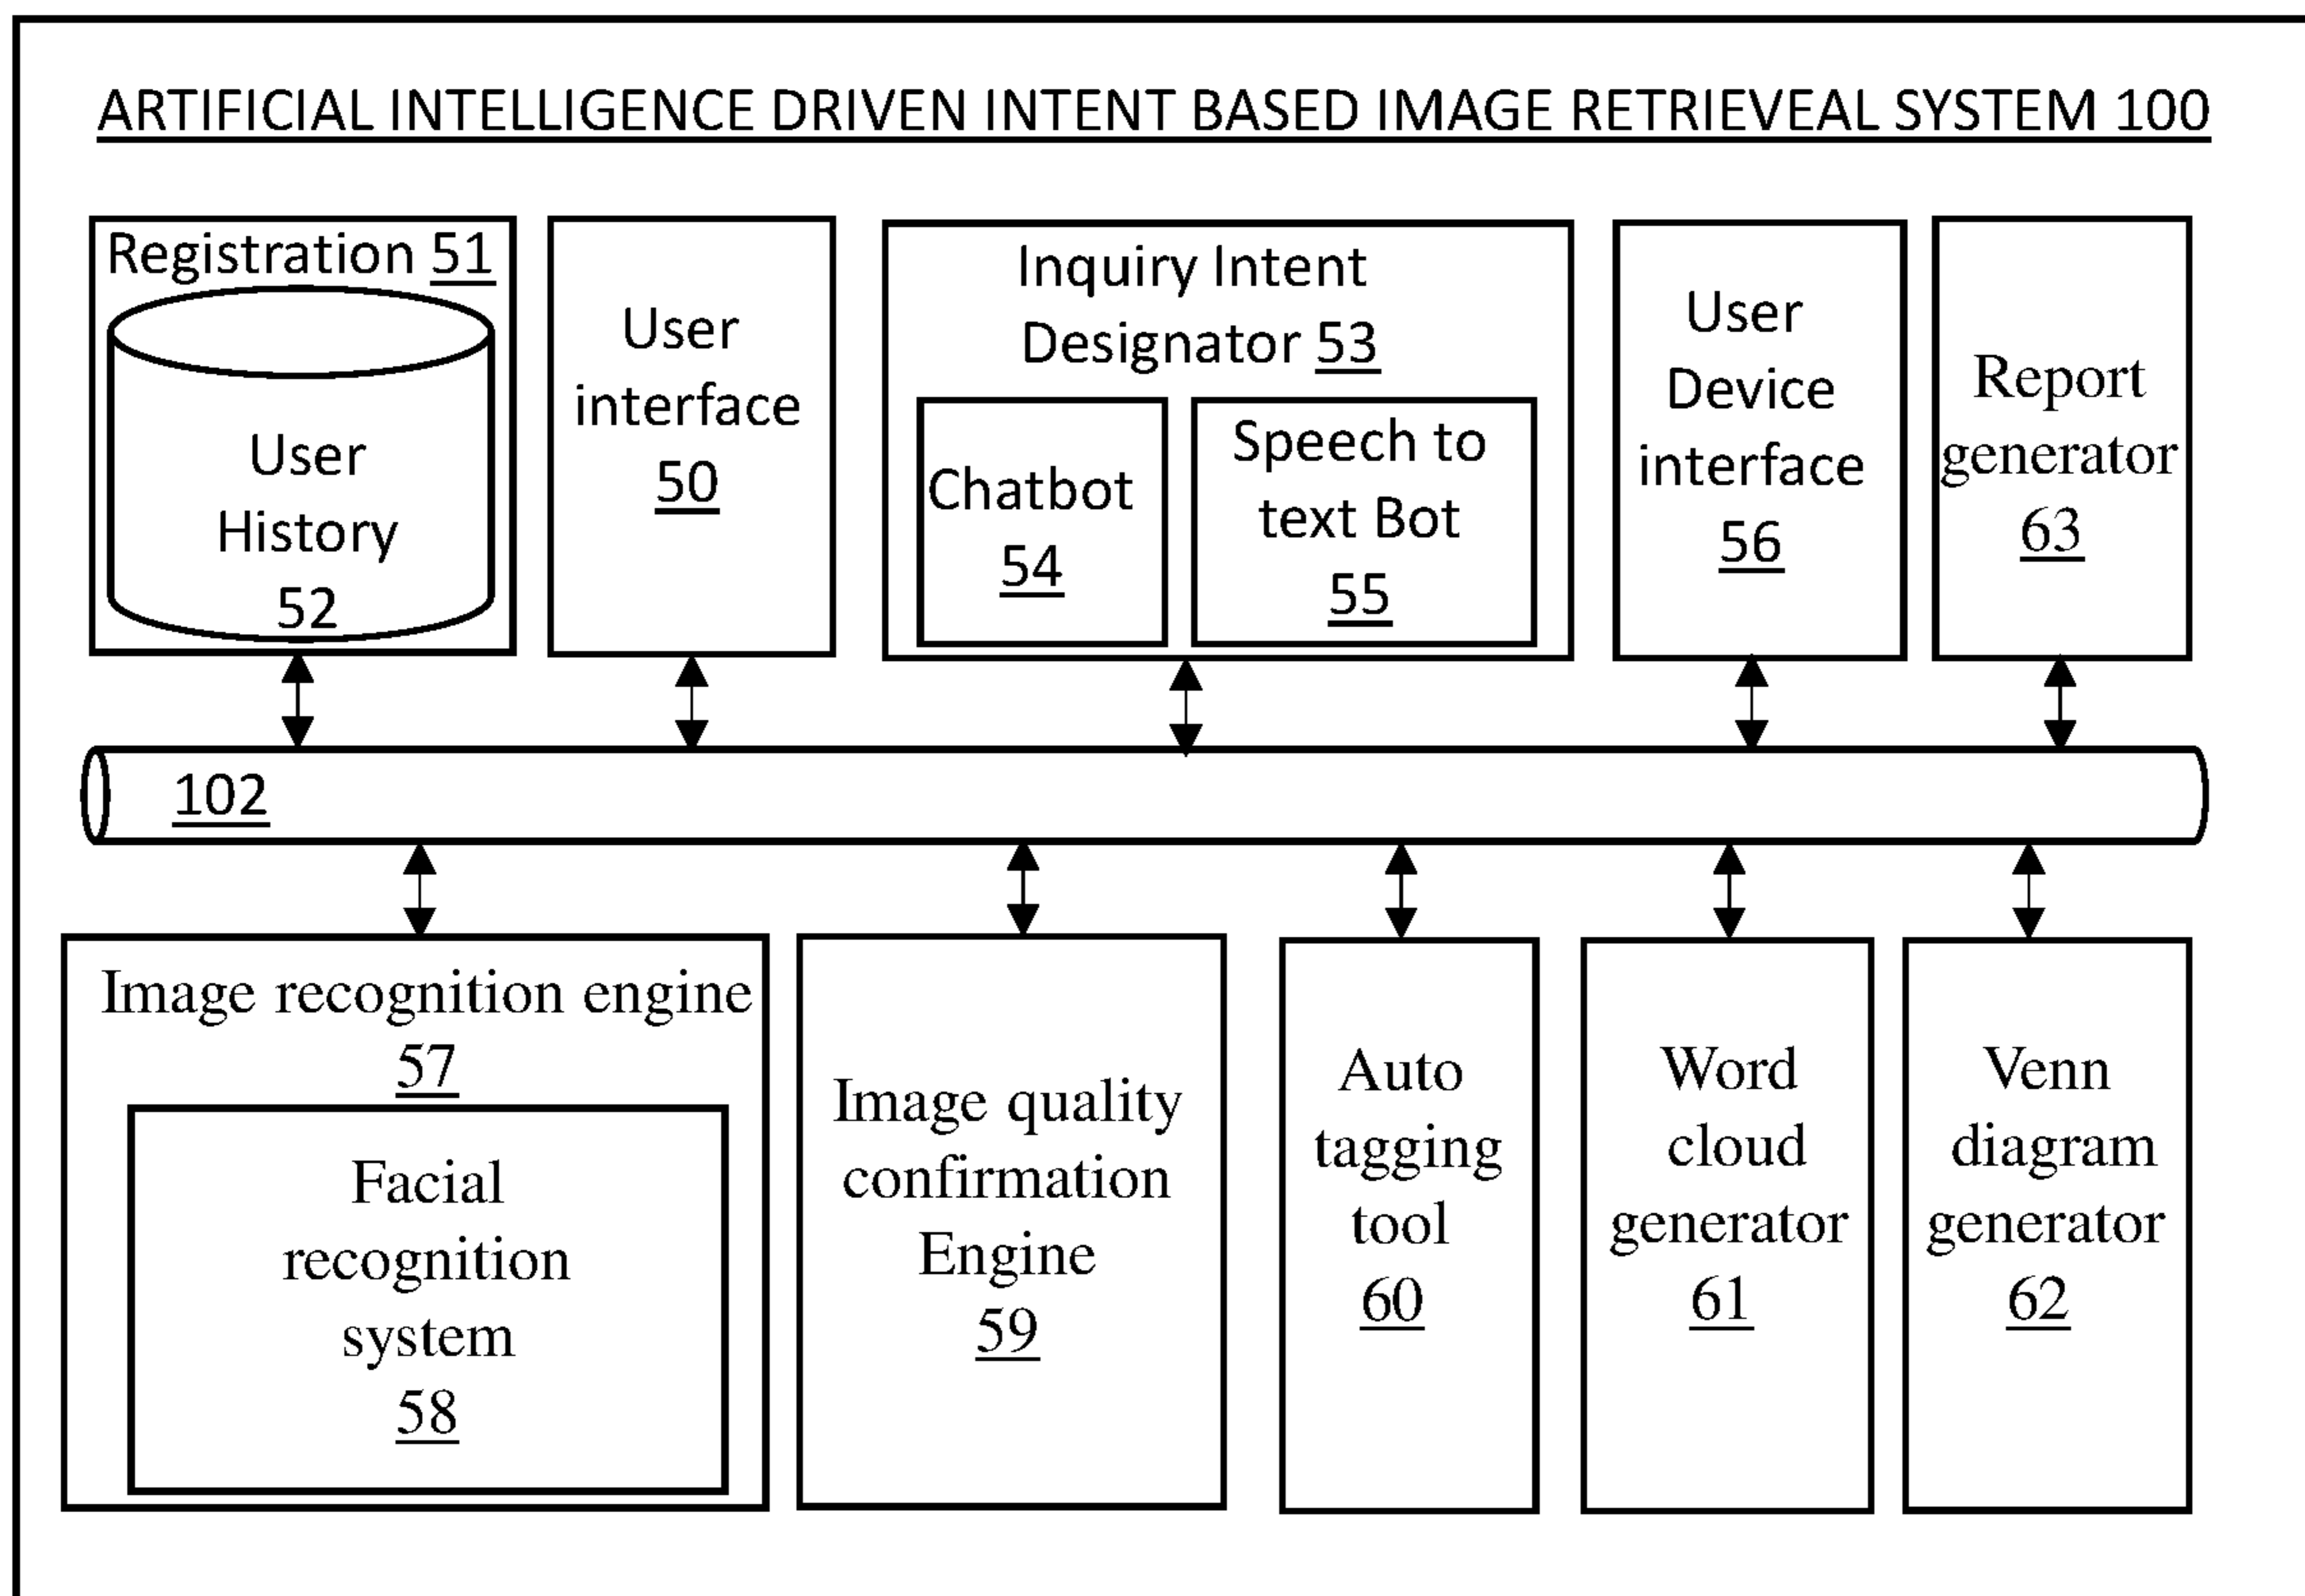 ARTIFICIAL INTELLIGENCE DRIVEN INTENT BASED IMAGE RETRIEVEAL SYSTEM 100
Registration 51
User
History
52
User
interface
50
Inquiry Intent
Designator 53
Chatbot
54
Speech to
text Bot
55
User
Device
interface
56
Report
generator
63
102
Image recognition engine
57
Facial
recognition
system
58
Image quality
confirmation
Engine
59
Auto
tagging
tool
60
Word
cloud
generator
61
Venn
diagram
generator
62